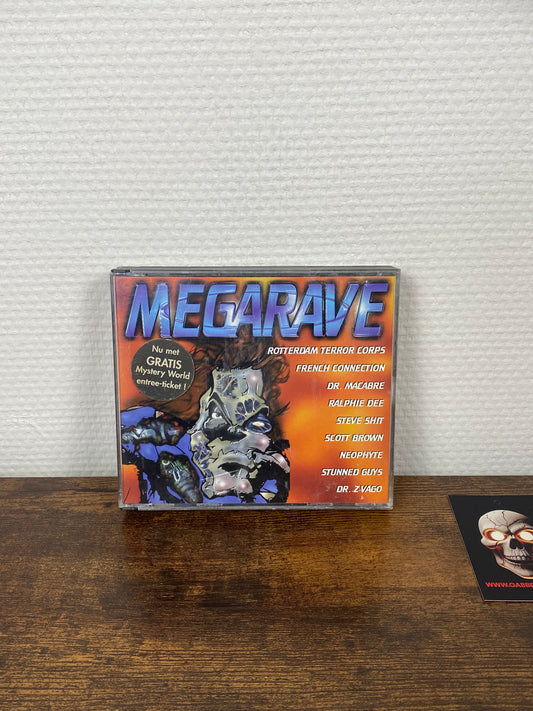 MEGARAVE
Nu met
GRATIS
Mystery World
entree-ticket !
ROTTERDAM TERROR CORPS
FRENCH CONNECTION
DR. MACABRE
RALPHIE DEE
STEVE SHIT
SCOTT BROWN
NEOPHYTE
STUNNED GUYS
DR. Z-VAGO